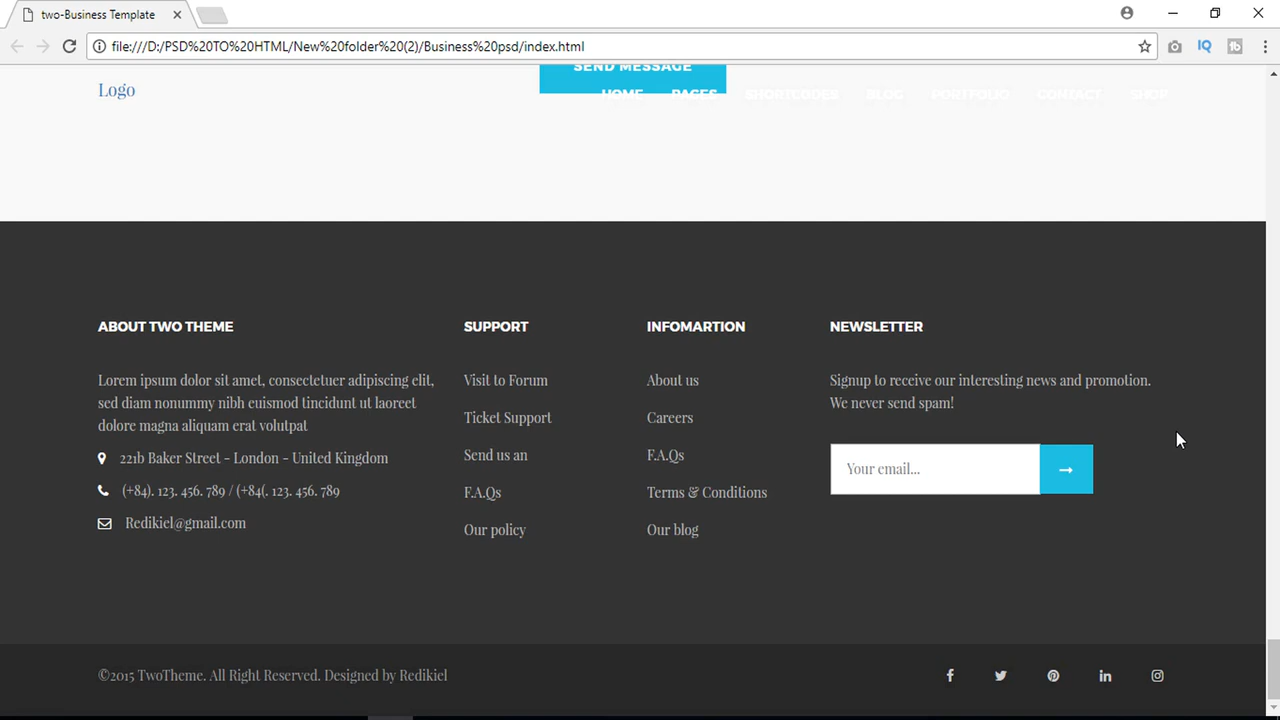 two-Business Template
file:///D:/PSD%20TO%20HTML/New%20folder%20(2)/Business%20psd/index.html
SEND MESSAGE
Logo
HOME PAGES SHORTCODES BLOG PORTFOLIO CONTACT SHOP
ABOUT TWO THEME
Lorem ipsum dolor sit amet, consectetuer adipiscing elit,
sed diam nonummy nibh euismod tincidunt ut laoreet
dolore magna aliquam erat volutpat
221b Baker Street - London - United Kingdom
(+84). 123. 456. 789 / (+84(. 123. 456. 789
Redikiel@gmail.com
SUPPORT
Visit to Forum
Ticket Support
Send us an
F.A.Qs
Our policy
INFOMARTION
About us
Careers
F.A.Qs
Terms & Conditions
Our blog
NEWSLETTER
Signup to receive our interesting news and promotion.
We never send spam!
Your email...
©2015 TwoTheme. All Right Reserved. Designed by Redikiel